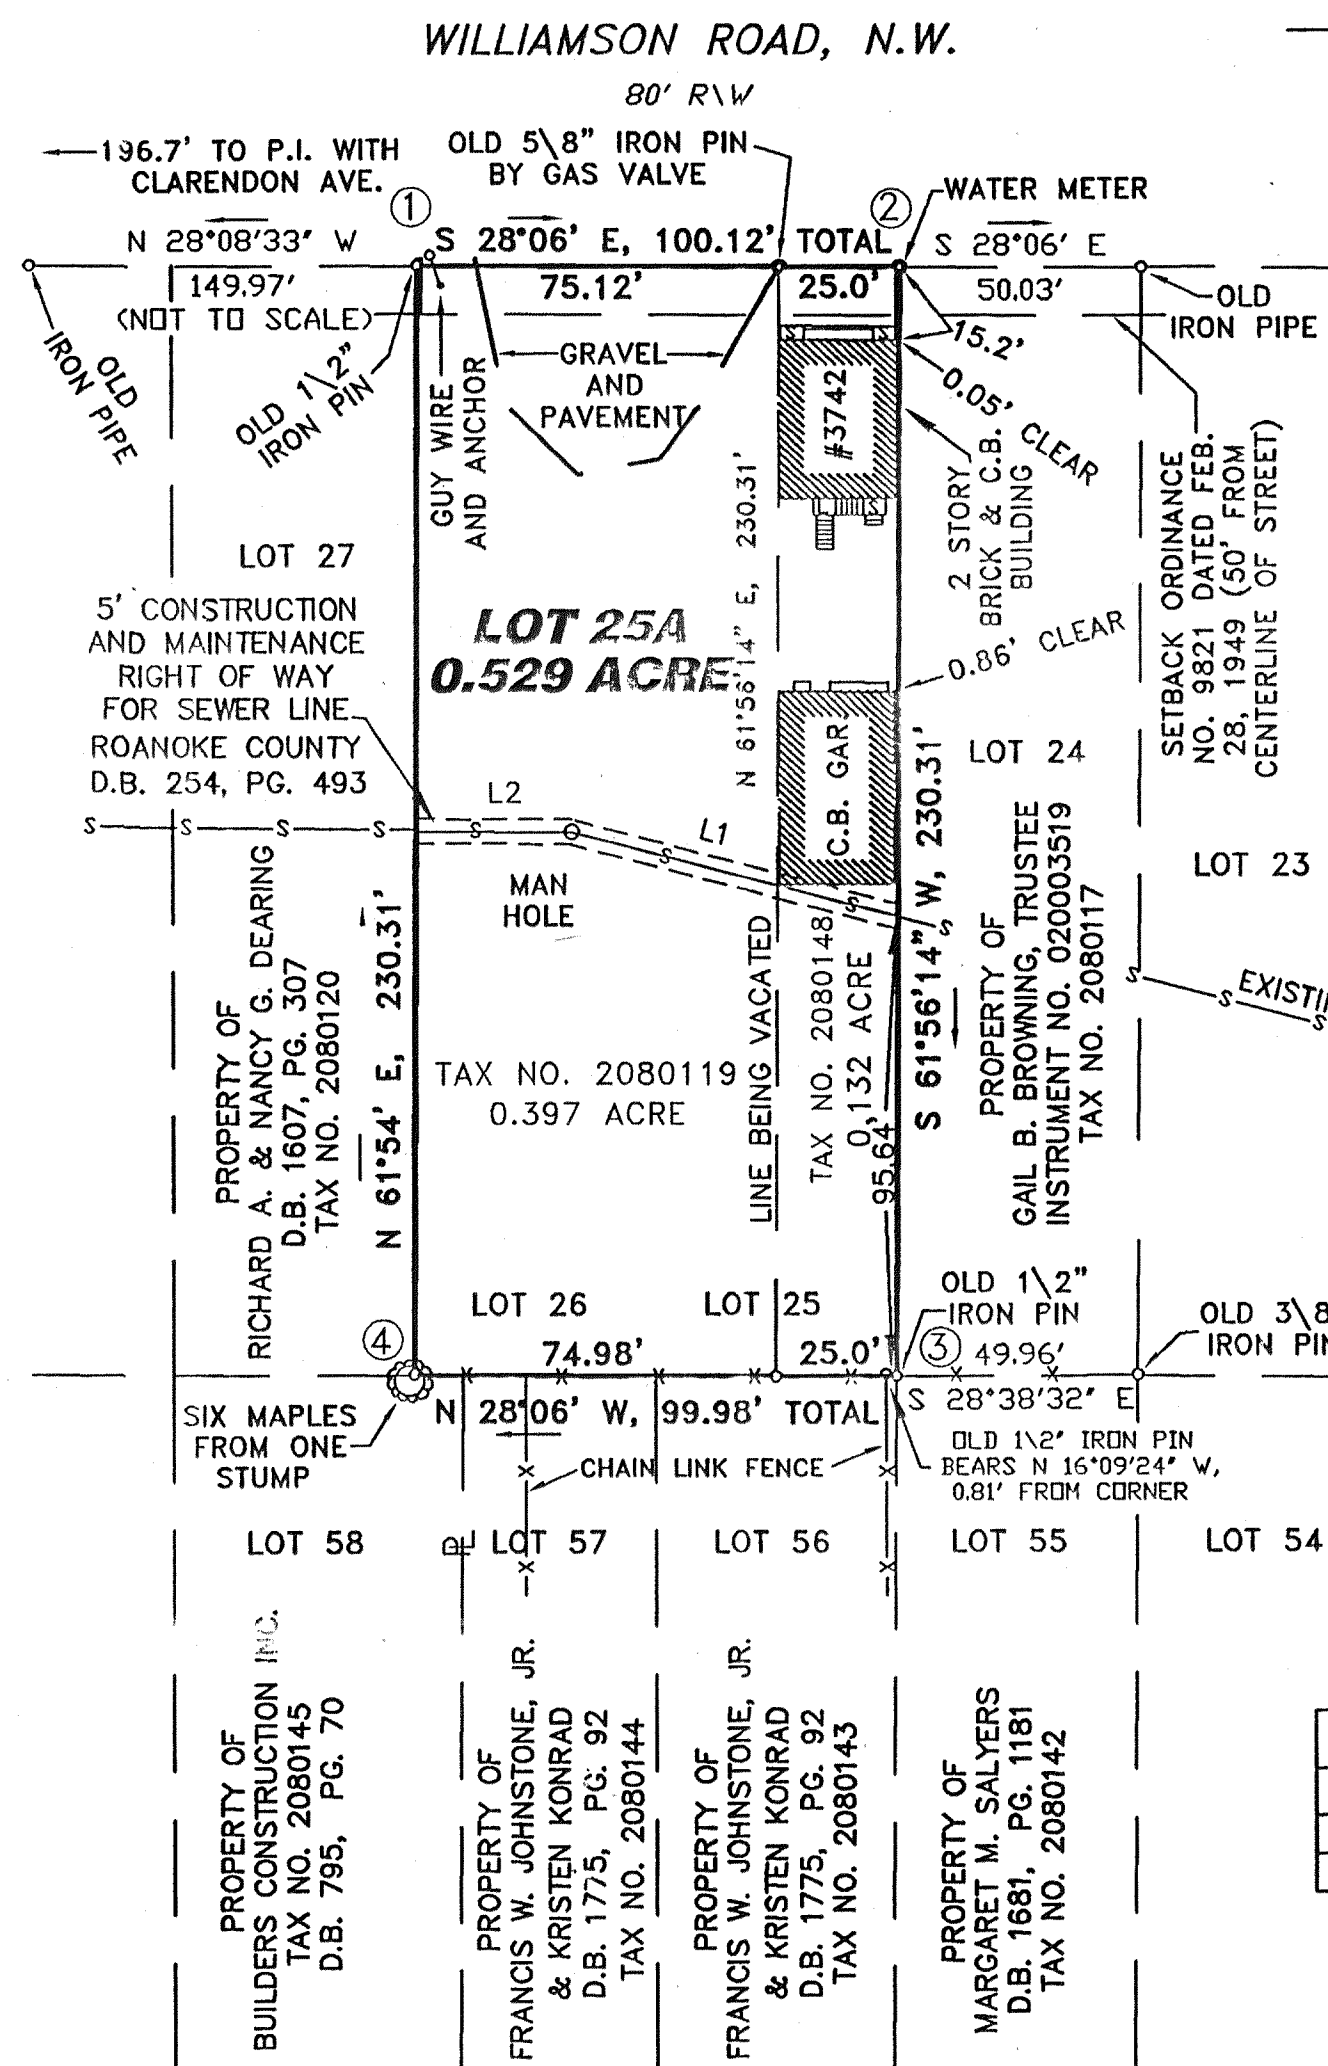 WILLIAMSON ROAD, N.W.
80' R\W
196.7' TO P.I. WITH
CLARENDON AVE.
OLD 5\8" IRON PIN
BY GAS VALVE
1
2
WATER METER
N 28°08'33" W
149.97'
(NOT TO SCALE)
S 28°06' E, 100.12' TOTAL
75.12'
25.0'
S 28°06' E
50.03'
OLD
IRON PIPE
OLD
IRON PIPE
OLD 1\2"
IRON PIN
GUY WIRE
AND ANCHOR
GRAVEL
AND
PAVEMENT
S
S
#3742
S
15.2'
0.05' CLEAR
2 STORY
BRICK & C.B.
BUILDING
SETBACK ORDINANCE
NO. 9821 DATED FEB.
28, 1949 (50' FROM
CENTERLINE OF STREET)
LOT 27
5' CONSTRUCTION
AND MAINTENANCE
RIGHT OF WAY
FOR SEWER LINE
ROANOKE COUNTY
D.B. 254, PG. 493
LOT 25A
0.529 ACRE
N 61°56'14" E, 230.31'
0.86' CLEAR
C.B. GAR.
LOT 24
LOT 23
S 61°56'14" W, 230.31'
L2
L1
S S S S S S S S
MAN
HOLE
PROPERTY OF
RICHARD A. & NANCY G. DEARING
D.B. 1607, PG. 307
TAX NO. 2080120
N 61°54' E, 230.31'
TAX NO. 2080119
0.397 ACRE
LINE BEING VACATED
TAX NO. 2080148
0.132 ACRE
95.64
PROPERTY OF
GAIL B. BROWNING, TRUSTEE
INSTRUMENT NO. 020003519
TAX NO. 2080117
S S S
LOT 26
LOT 25
OLD 1\2"
IRON PIN
OLD 3\8
4
74.98'
25.0'
3
49.96'
N 28°06' W, 99.98' TOTAL
S 28°38'32" E
SIX MAPLES
FROM ONE
STUMP
CHAIN LINK FENCE
OLD 1\2" IRON PIN
BEARS N 16°09'24" W,
0.81' FROM CORNER
LOT 58
LOT 57
LOT 56
LOT 55
LOT 54
PROPERTY OF
BUILDERS CONSTRUCTION INC.
TAX NO. 2080145
D.B. 795, PG. 70
PROPERTY OF
FRANCIS W. JOHNSTONE, JR.
& KRISTEN KONRAD
D.B. 1775, PG. 92
TAX NO. 2080144
PROPERTY OF
FRANCIS W. JOHNSTONE, JR.
& KRISTEN KONRAD
D.B. 1775, PG. 92
TAX NO. 2080143
PROPERTY OF
MARGARET M. SALYERS
D.B. 1681, PG. 1181
TAX NO. 2080142